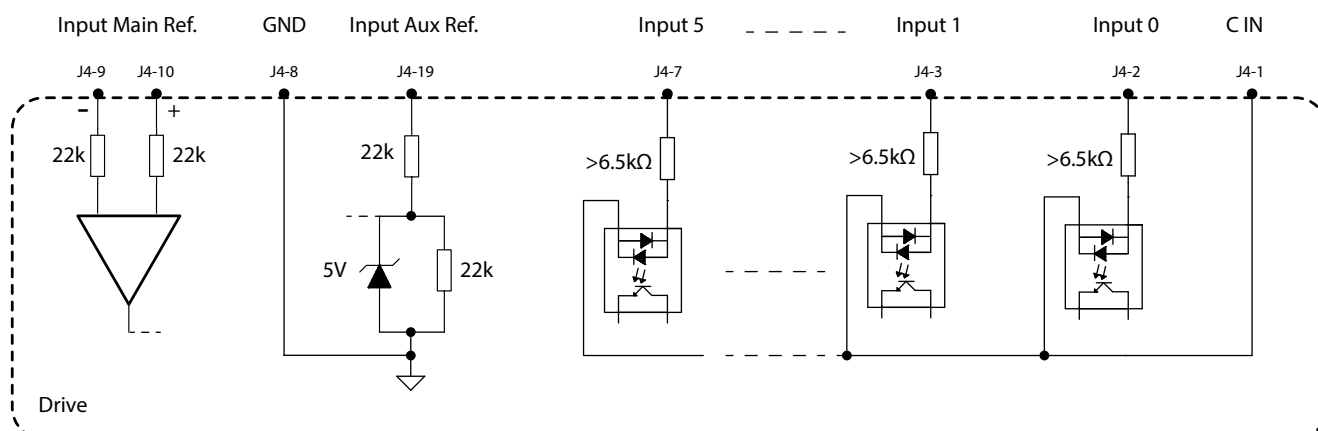 Input Main Ref. GND Input Aux Ref. Input 5 Input 1 Input 0 C IN
J4-9 J4-10 J4-8 J4-19 J4-7 J4-3 J4-2 J4-1
- +
22k 22k 22k >6.5kΩ >6.5kΩ >6.5kΩ
5V 22k
Drive